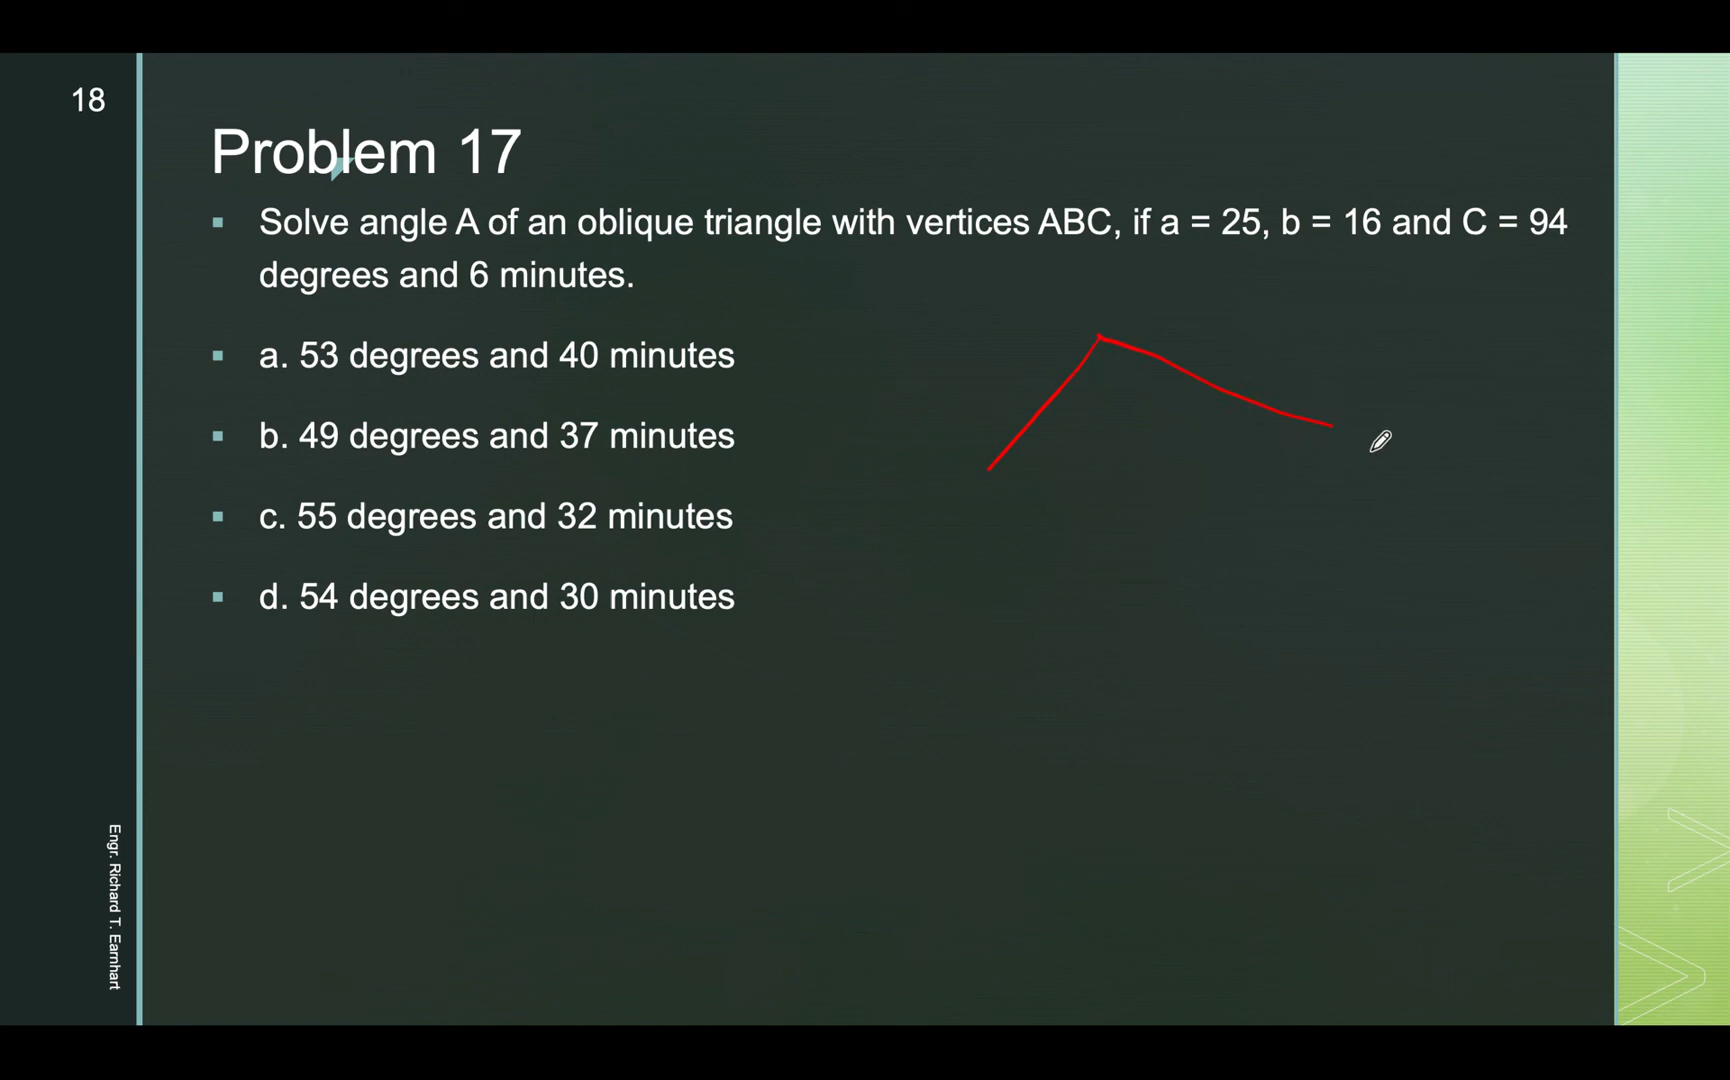 18
Problem 17
Solve angle A of an oblique triangle with vertices ABC, if a = 25, b = 16 and C = 94
degrees and 6 minutes.
a. 53 degrees and 40 minutes
b. 49 degrees and 37 minutes
c. 55 degrees and 32 minutes
d. 54 degrees and 30 minutes
Engr. Richard T. Earnhart